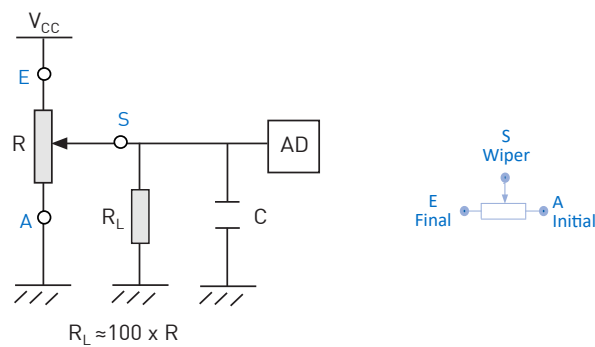 V_CC
E
S
R
AD
A
R_L
C
R_L ≈100 x R
S
Wiper
E
Final
A
Initial